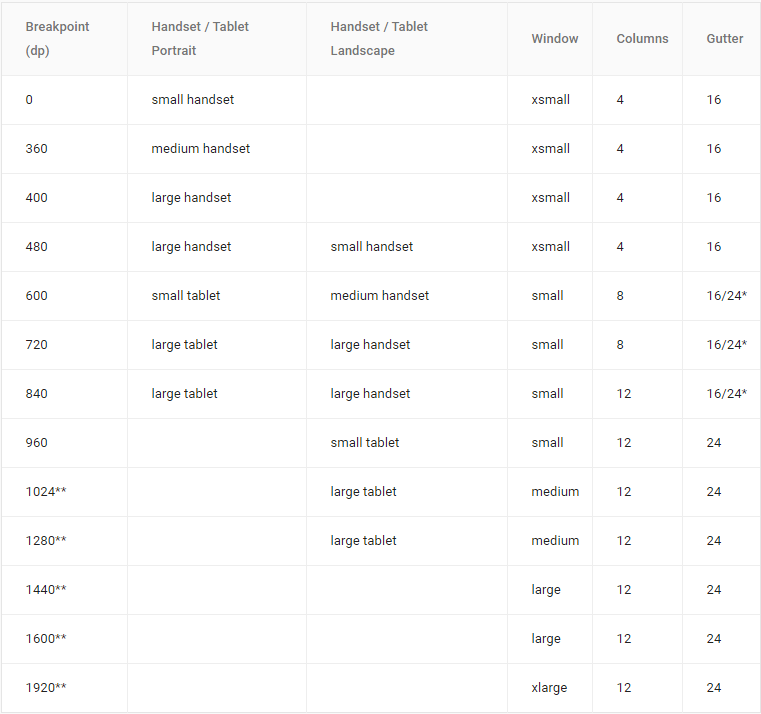 Breakpoint (dp) Handset / Tablet Portrait Handset / Tablet Landscape Window Columns Gutter
0 small handset xsmall 4 16
360 medium handset xsmall 4 16
400 large handset xsmall 4 16
480 large handset small handset xsmall 4 16
600 small tablet medium handset small 8 16/24*
720 large tablet large handset small 8 16/24*
840 large tablet large handset small 12 16/24*
960 small tablet small 12 24
1024** large tablet medium 12 24
1280** large tablet medium 12 24
1440** large 12 24
1600** large 12 24
1920** xlarge 12 24